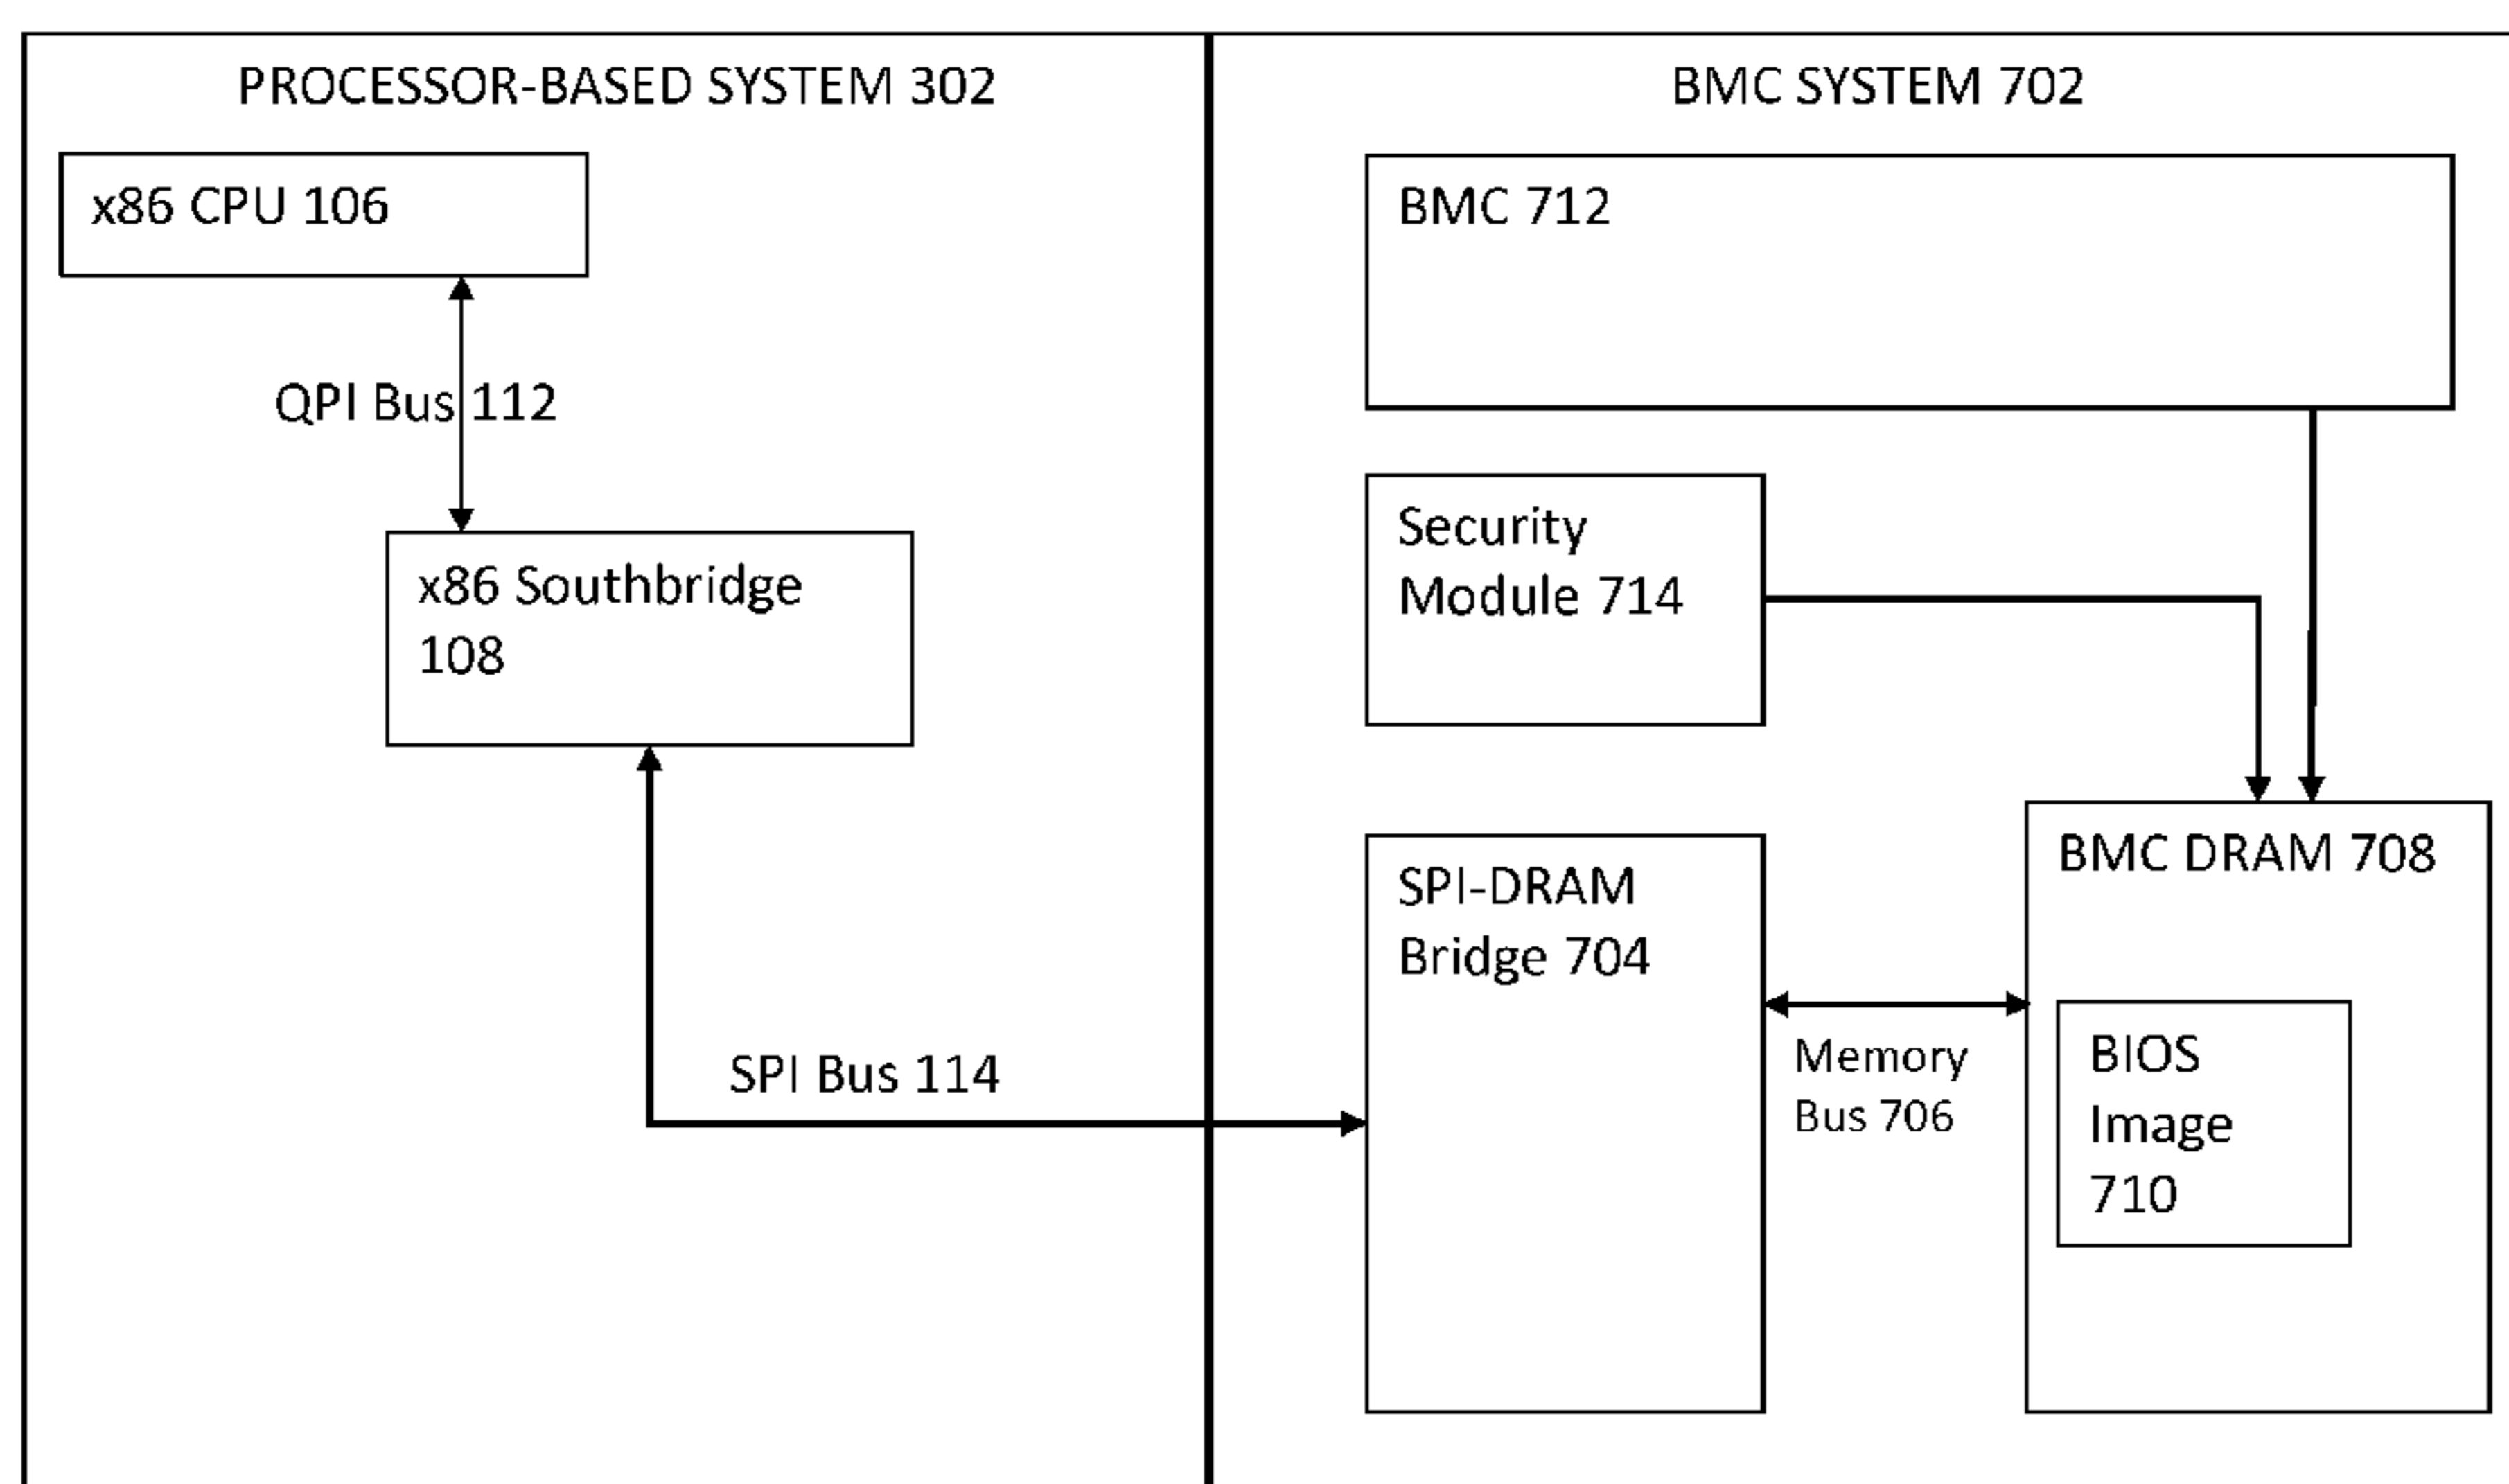 PROCESSOR-BASED SYSTEM 302
x86 CPU 106
QPI Bus 112
x86 Southbridge
108
SPI Bus 114
BMC SYSTEM 702
BMC 712
Security
Module 714
SPI-DRAM
Bridge 704
Memory
Bus 706
BMC DRAM 708
BIOS
Image
710